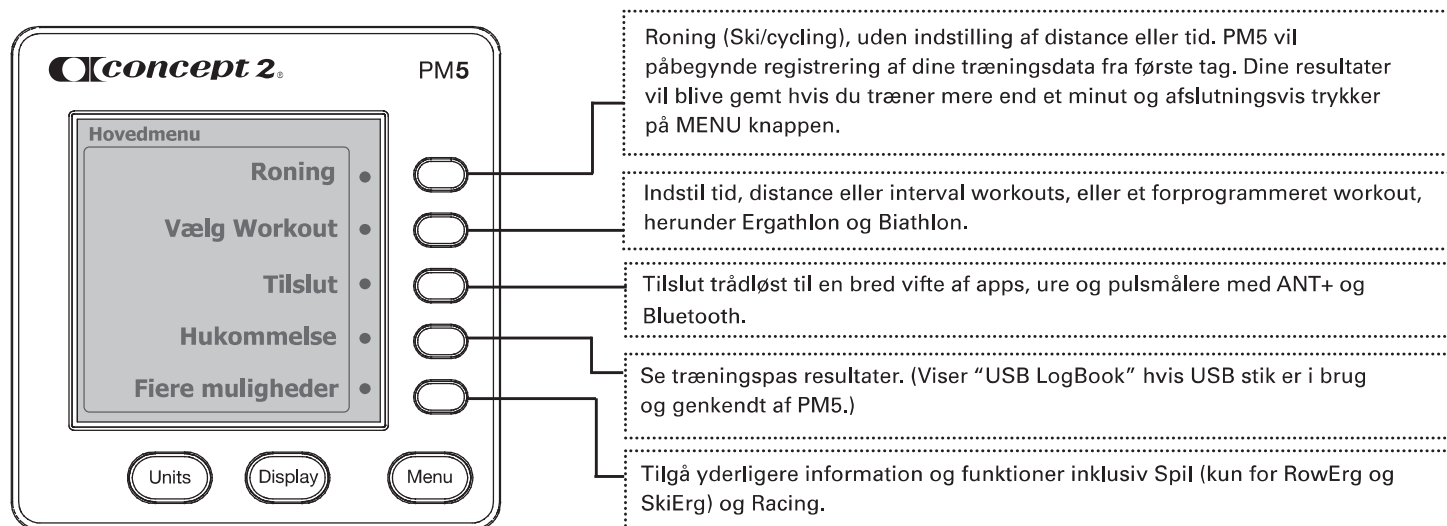 concept 2®
PM5
Hovedmenu
Roning
Vælg Workout
Tilslut
Hukommelse
Fiere muligheder
Units
Display
Menu
Roning (Ski/cycling), uden indstilling af distance eller tid. PM5 vil
påbegynde registrering af dine træningsdata fra første tag. Dine resultater
vil blive gemt hvis du træner mere end et minut og afslutningsvis trykker
på MENU knappen.
Indstil tid, distance eller interval workouts, eller et forprogrammeret workout,
herunder Ergathlon og Biathlon.
Tilslut trådløst til en bred vifte af apps, ure og pulsmålere med ANT+ og
Bluetooth.
Se træningspas resultater. (Viser “USB LogBook” hvis USB stik er i brug
og genkendt af PM5.)
Tilgå yderligere information og funktioner inklusiv Spil (kun for RowErg og
SkiErg) og Racing.